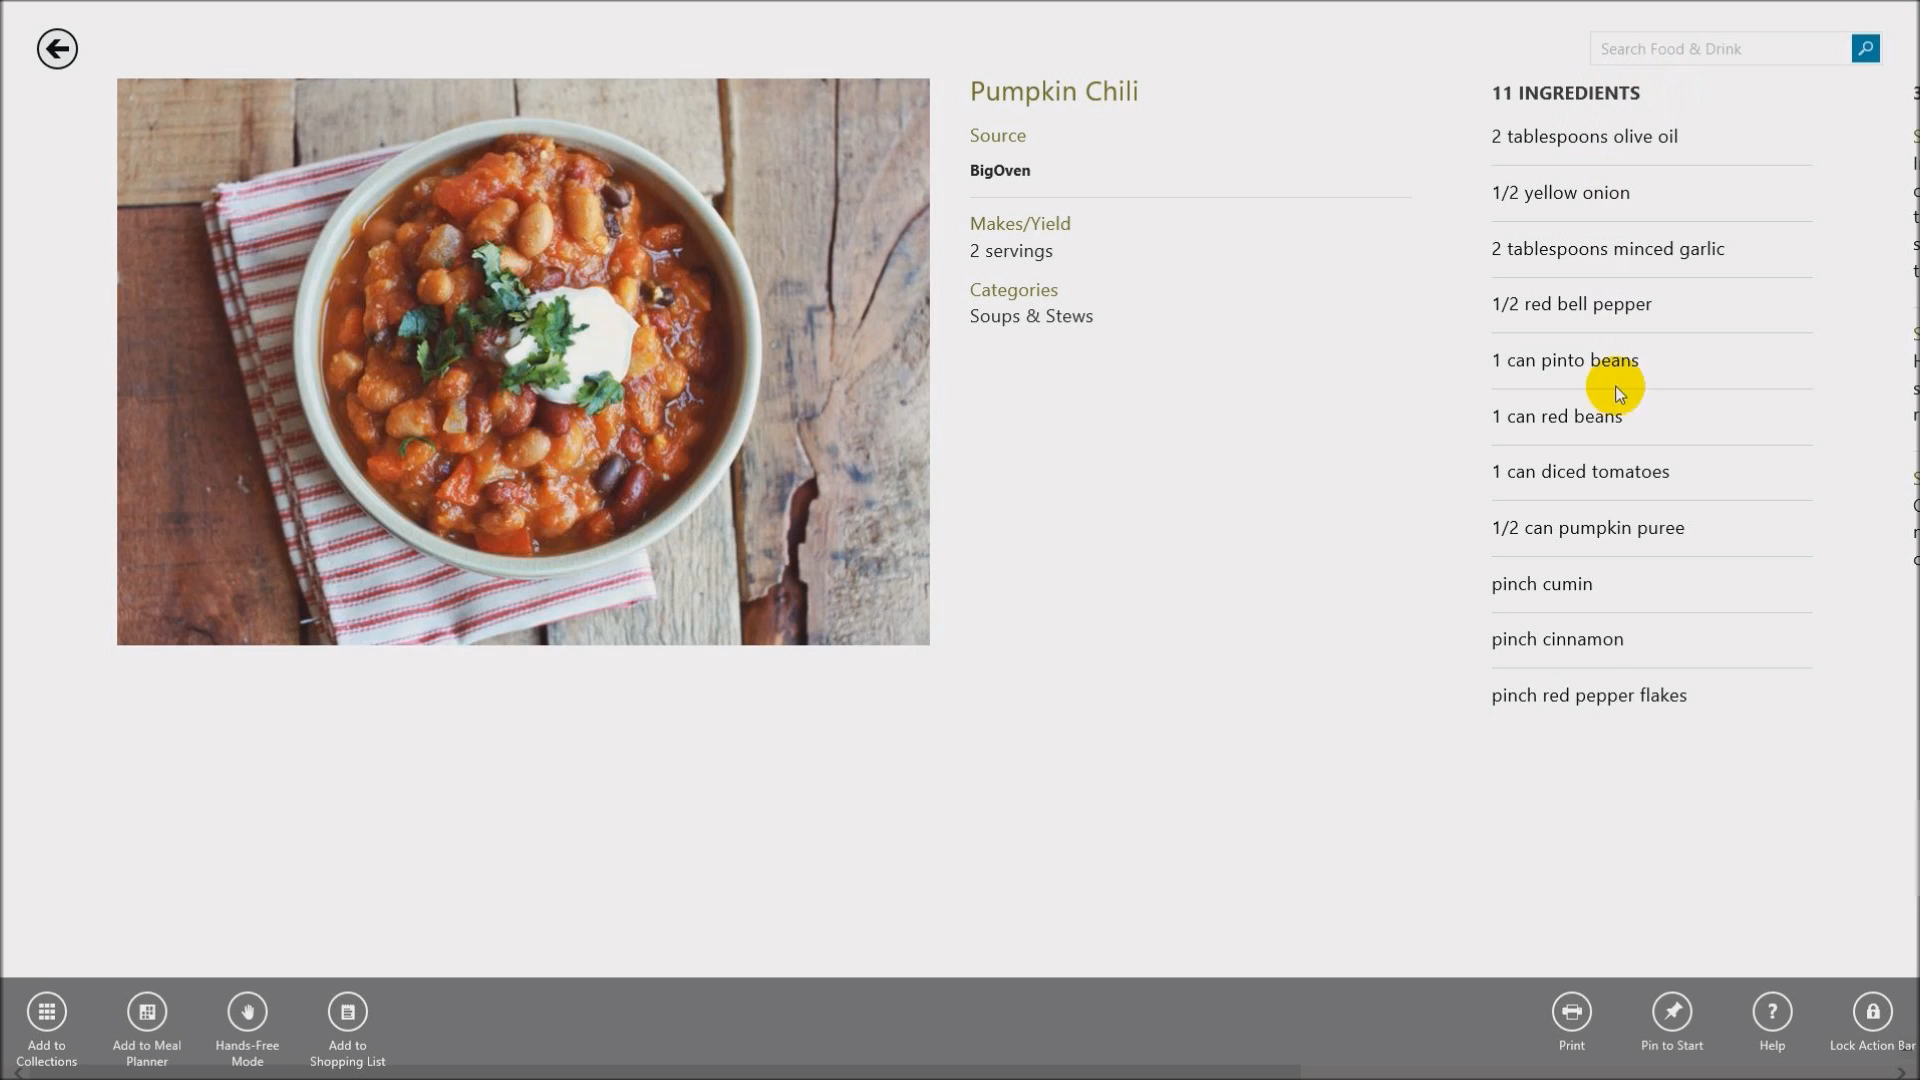 Search Food & Drink
Pumpkin Chili
Source
BigOven
Makes/Yield
2 servings
Categories
Soups & Stews
11 INGREDIENTS
2 tablespoons olive oil
1/2 yellow onion
2 tablespoons minced garlic
1/2 red bell pepper
1 can pinto beans
1 can red beans
1 can diced tomatoes
1/2 can pumpkin puree
pinch cumin
pinch cinnamon
pinch red pepper flakes
Add to
Collections
Add to Meal
Planner
Hands-Free
Mode
Add to
Shopping List
Print
Pin to Start
Help
Lock Action Bar